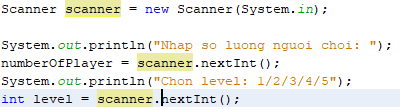 Scanner scanner = new Scanner(System.in);
System.out.println("Nhap so luong nguoi choi: ");
numberOfPlayer = scanner.nextInt();
System.out.println("Chon level: 1/2/3/4/5");
int level = scanner.nextInt();